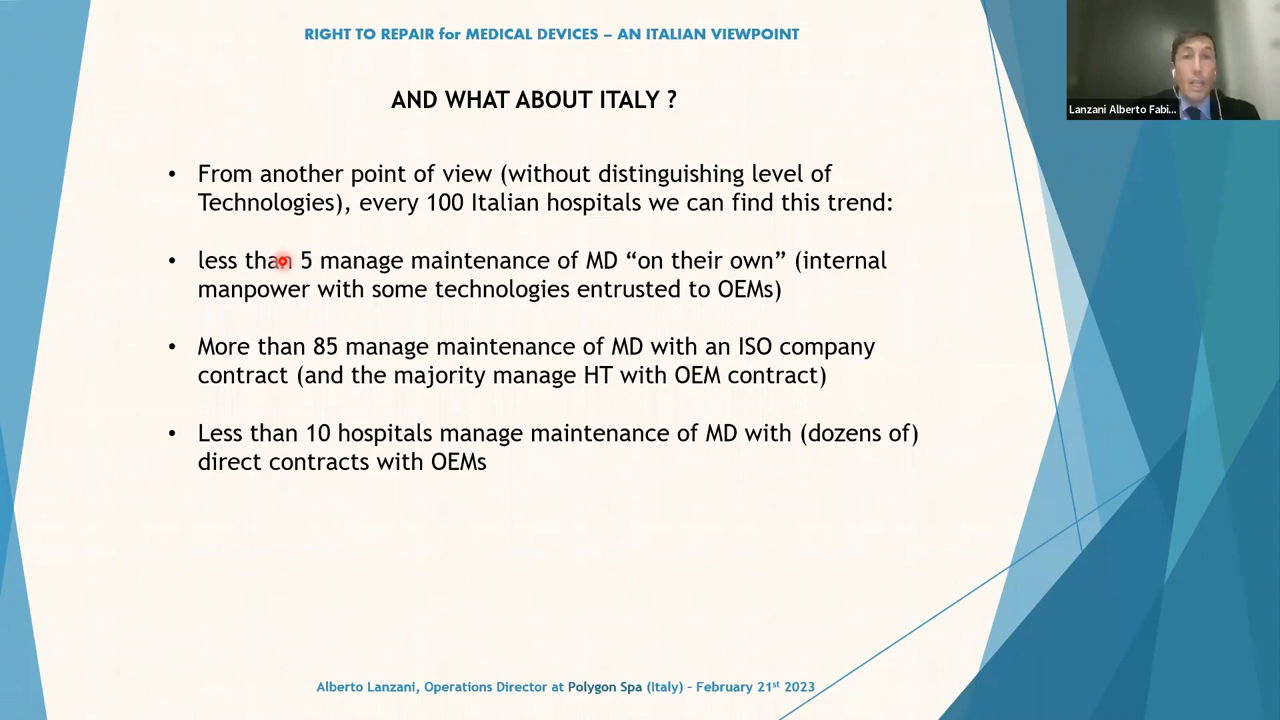 RIGHT TO REPAIR for MEDICAL DEVICES – AN ITALIAN VIEWPOINT
Lanzani Alberto Fabi...
AND WHAT ABOUT ITALY ?
• From another point of view (without distinguishing level of
Technologies), every 100 Italian hospitals we can find this trend:
• less than 5 manage maintenance of MD “on their own” (internal
manpower with some technologies entrusted to OEMs)
• More than 85 manage maintenance of MD with an ISO company
contract (and the majority manage HT with OEM contract)
• Less than 10 hospitals manage maintenance of MD with (dozens of)
direct contracts with OEMs
Alberto Lanzani, Operations Director at Polygon Spa (Italy) - February 21st 2023